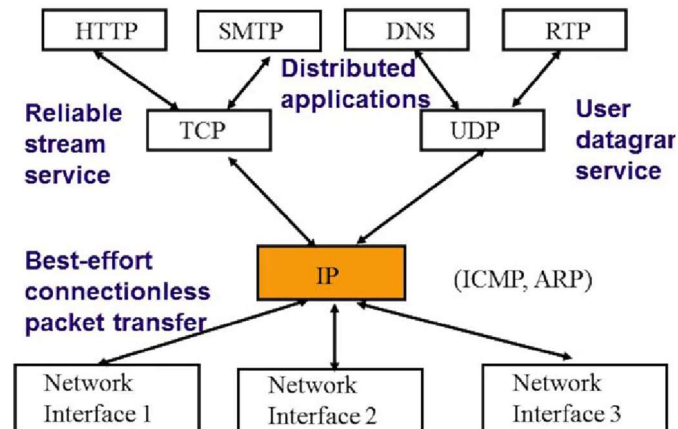 HTTP
SMTP
DNS
RTP
Distributed
applications
Reliable
stream
service
TCP
UDP
User
datagran
service
Best-effort
connectionless
packet transfer
IP
(ICMP, ARP)
Network
Interface 1
Network
Interface 2
Network
Interface 3